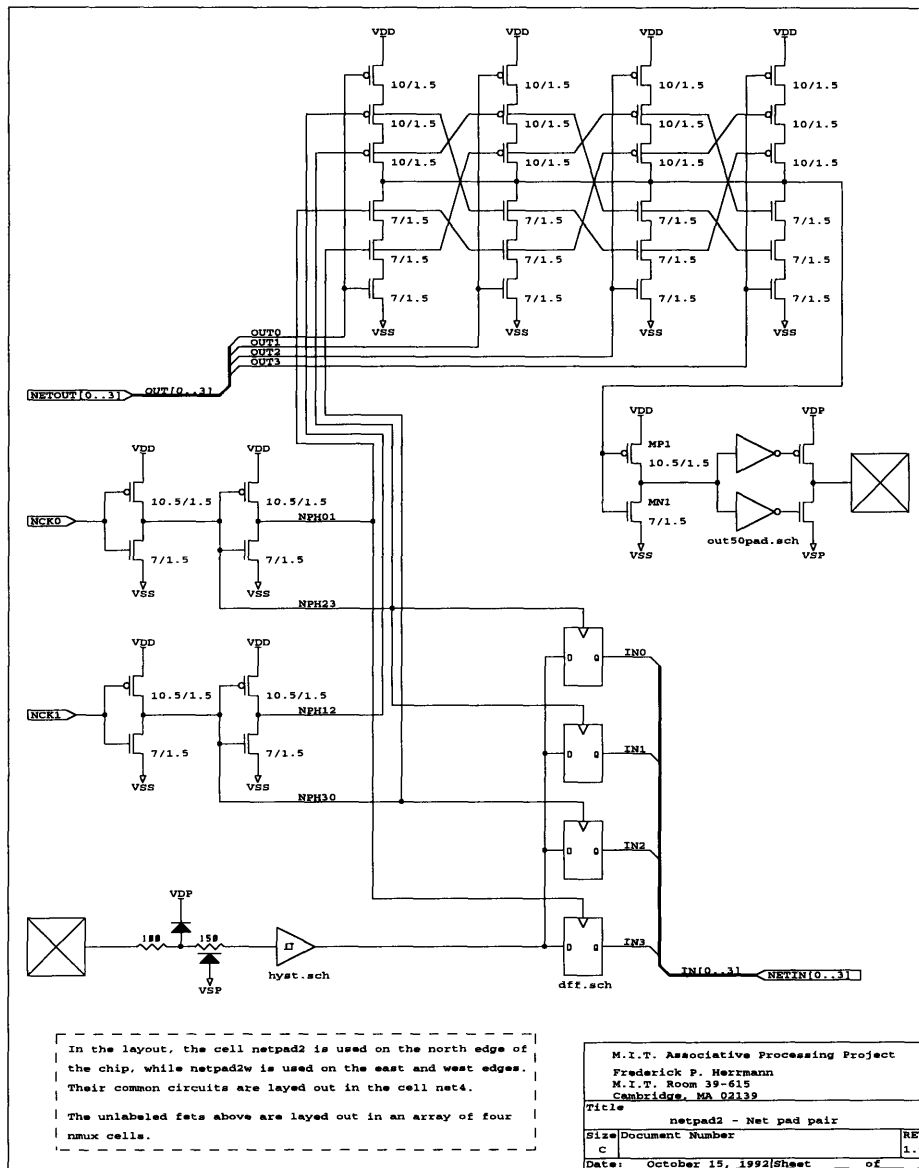 VDD VDD VDD VDD
10/1.5 10/1.5 10/1.5 10/1.5
10/1.5 10/1.5 10/1.5 10/1.5
10/1.5 10/1.5 10/1.5 10/1.5
7/1.5 7/1.5 7/1.5 7/1.5
7/1.5 7/1.5 7/1.5 7/1.5
7/1.5 7/1.5 7/1.5 7/1.5
VSS VSS VSS VSS
OUT0
OUT1
OUT2
OUT3
NETOUT[0..3] OUT[0..3]
VDD VDP
MP1
10.5/1.5
MN1
7/1.5
out50pad.sch
VSS VSP
VDD VDD
10.5/1.5 10.5/1.5
NCK0 NPH01
7/1.5 7/1.5
VSS VSS
NPH23
VDD VDD
D Q IN0
10.5/1.5 10.5/1.5
NCK1 NPH12
7/1.5 7/1.5
D Q IN1
VSS VSS
NPH30
D Q IN2
VDP
100 150
D Q IN3
hyst.sch
VSP
dff.sch
IN[0..3] NETIN[0..3]
In the layout, the cell netpad2 is used on the north edge of
the chip, while netpad2w is used on the east and west edges.
Their common circuits are layed out in the cell net4.
The unlabeled fets above are layed out in an array of four
nmux cells.
M.I.T. Associative Processing Project
Frederick P. Herrmann
M.I.T. Room 39-615
Cambridge, MA 02139
Title
netpad2 - Net pad pair
Size Document Number RE
C 1.
Date: October 15, 1992 Sheet of